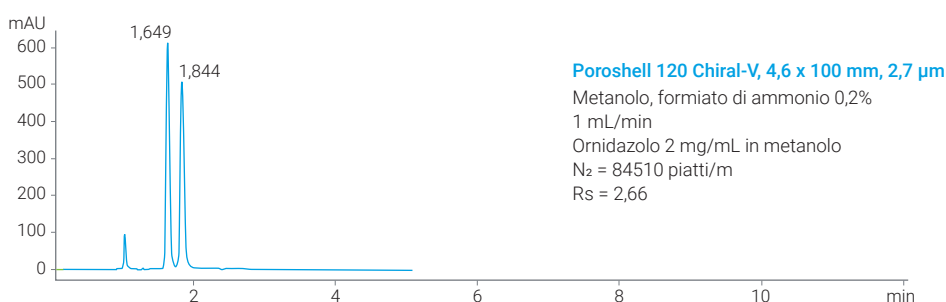 mAU
600
500
400
300
200
100
0
1,649
1,844
2
4
6
8
10
min
Poroshell 120 Chiral-V, 4,6 x 100 mm, 2,7 µm
Metanolo, formiato di ammonio 0,2%
1 mL/min
Ornidazolo 2 mg/mL in metanolo
N₂ = 84510 piatti/m
Rs = 2,66